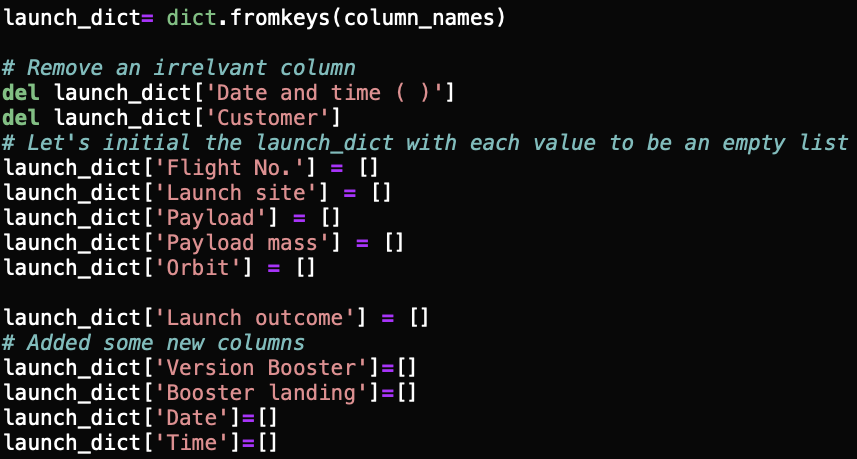 launch_dict= dict.fromkeys(column_names)
# Remove an irrelvant column
del launch_dict['Date and time ( )']
del launch_dict['Customer']
# Let's initial the launch_dict with each value to be an empty list
launch_dict['Flight No.'] = []
launch_dict['Launch site'] = []
launch_dict['Payload'] = []
launch_dict['Payload mass'] = []
launch_dict['Orbit'] = []
launch_dict['Launch outcome'] = []
# Added some new columns
launch_dict['Version Booster']=[]
launch_dict['Booster landing']=[]
launch_dict['Date']=[]
launch_dict['Time']=[]